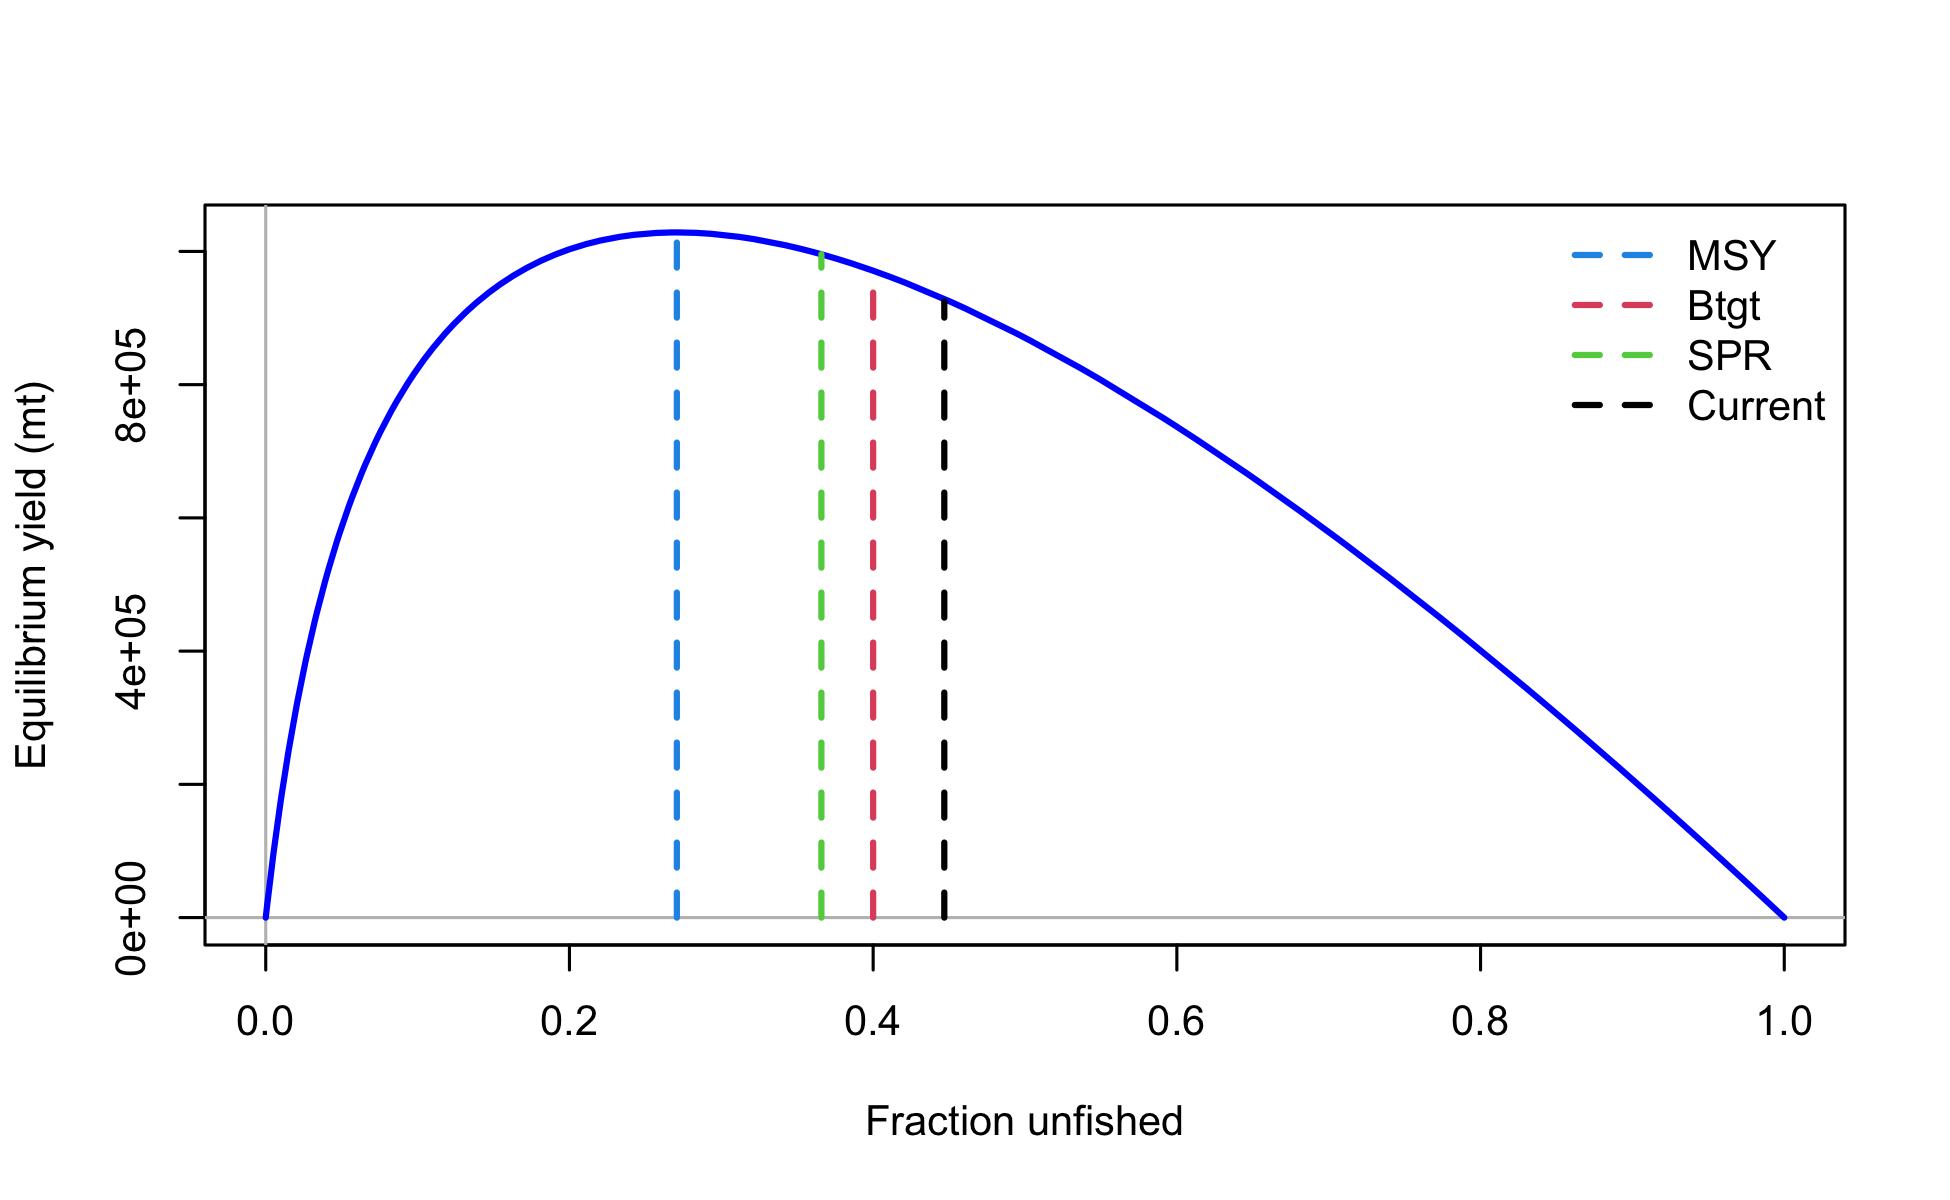 MSY
Btgt
SPR
Current
Equilibrium yield (mt)
8e+05
4e+05
0e+00
0.0 0.2 0.4 0.6 0.8 1.0
Fraction unfished